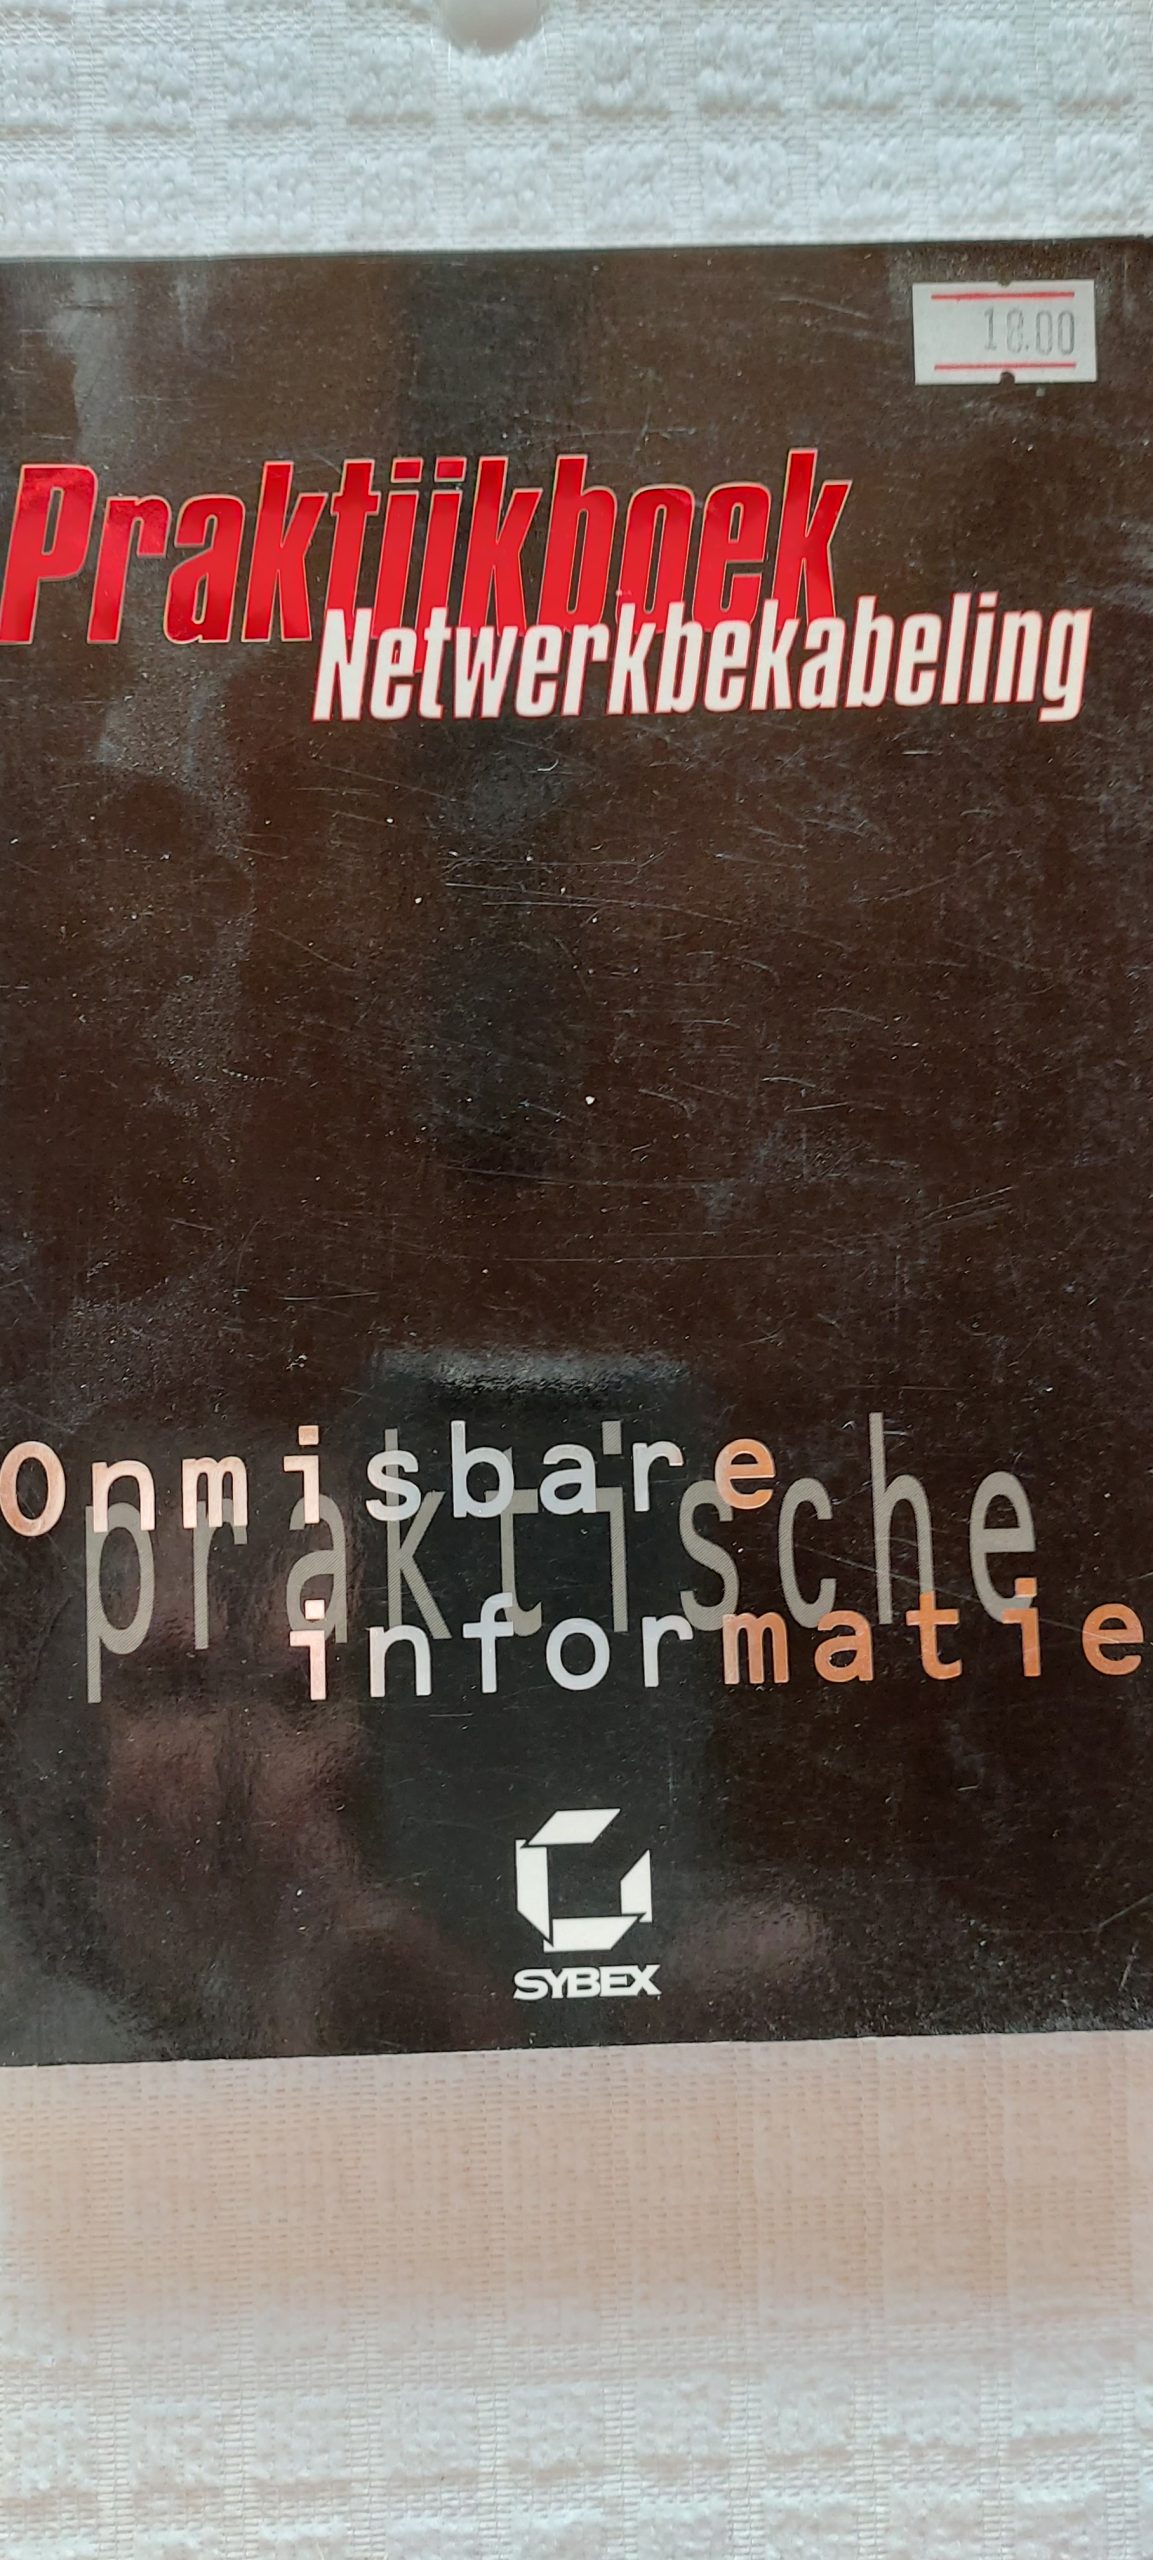 18.00
Praktijkboek
Netwerkbekabeling
Onmisbare
praktische
informatie
SYBEX